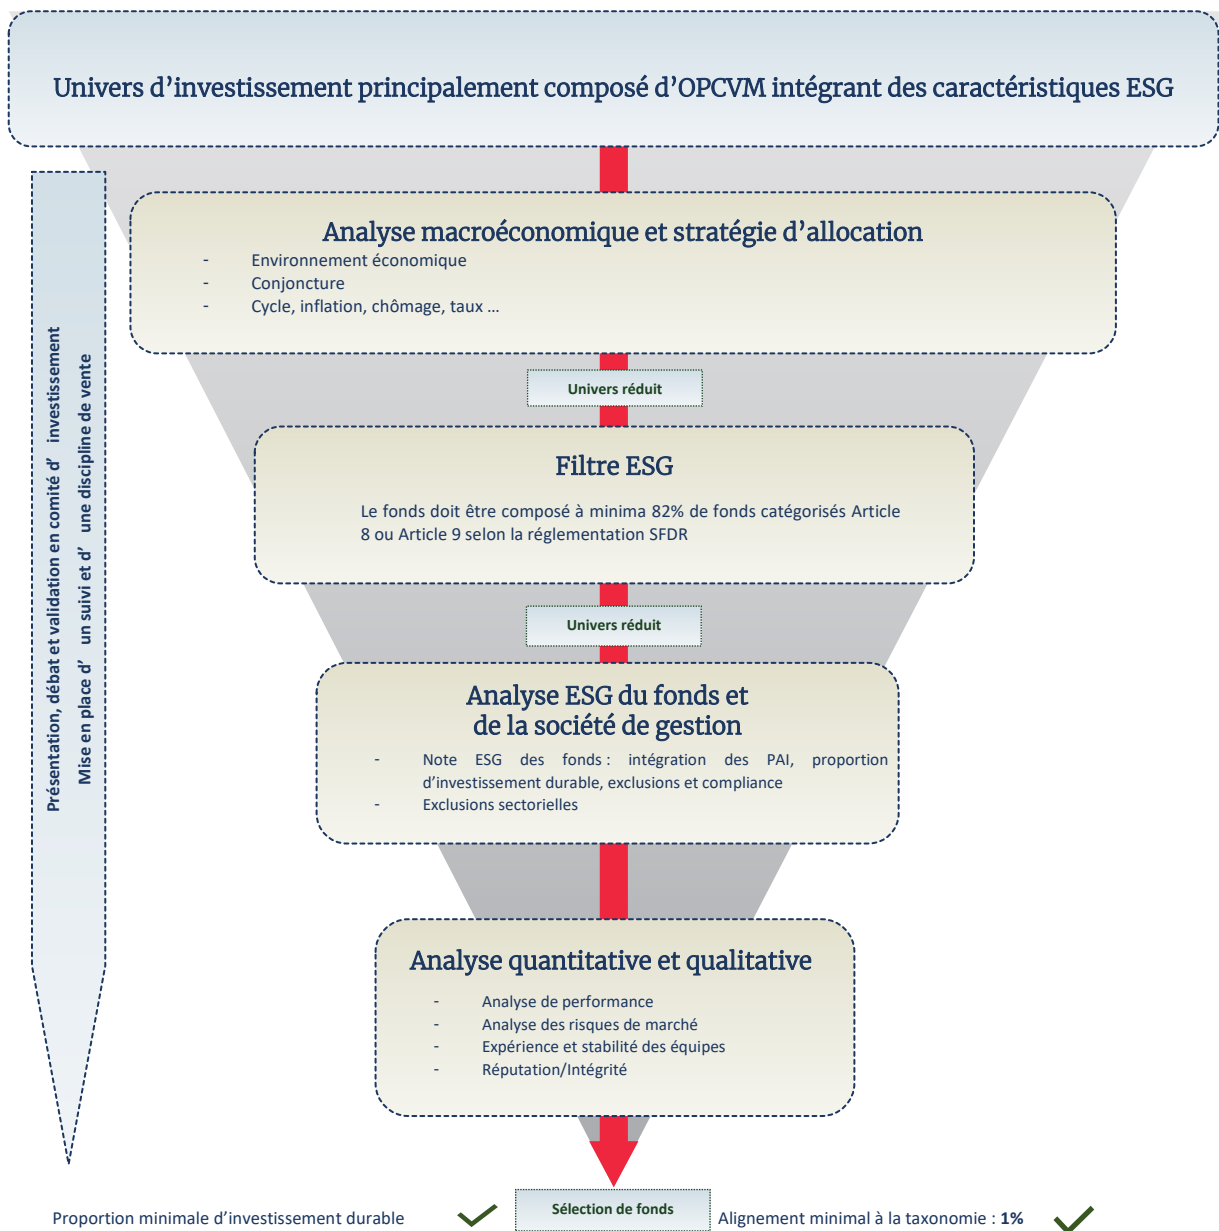 Univers d’investissement principalement composé d’OPCVM intégrant des caractéristiques ESG
Présentation, débat et validation en comité d’ investissement
Mise en place d’ un suivi et d’ une discipline de vente
Analyse macroéconomique et stratégie d’allocation
- Environnement économique
- Conjoncture
- Cycle, inflation, chômage, taux …
Univers réduit
Filtre ESG
Le fonds doit être composé à minima 82% de fonds catégorisés Article
8 ou Article 9 selon la réglementation SFDR
Univers réduit
Analyse ESG du fonds et
de la société de gestion
- Note ESG des fonds : intégration des PAI, proportion
d’investissement durable, exclusions et compliance
- Exclusions sectorielles
Analyse quantitative et qualitative
- Analyse de performance
- Analyse des risques de marché
- Expérience et stabilité des équipes
- Réputation/Intégrité
Proportion minimale d’investissement durable
Sélection de fonds
Alignement minimal à la taxonomie : 1%